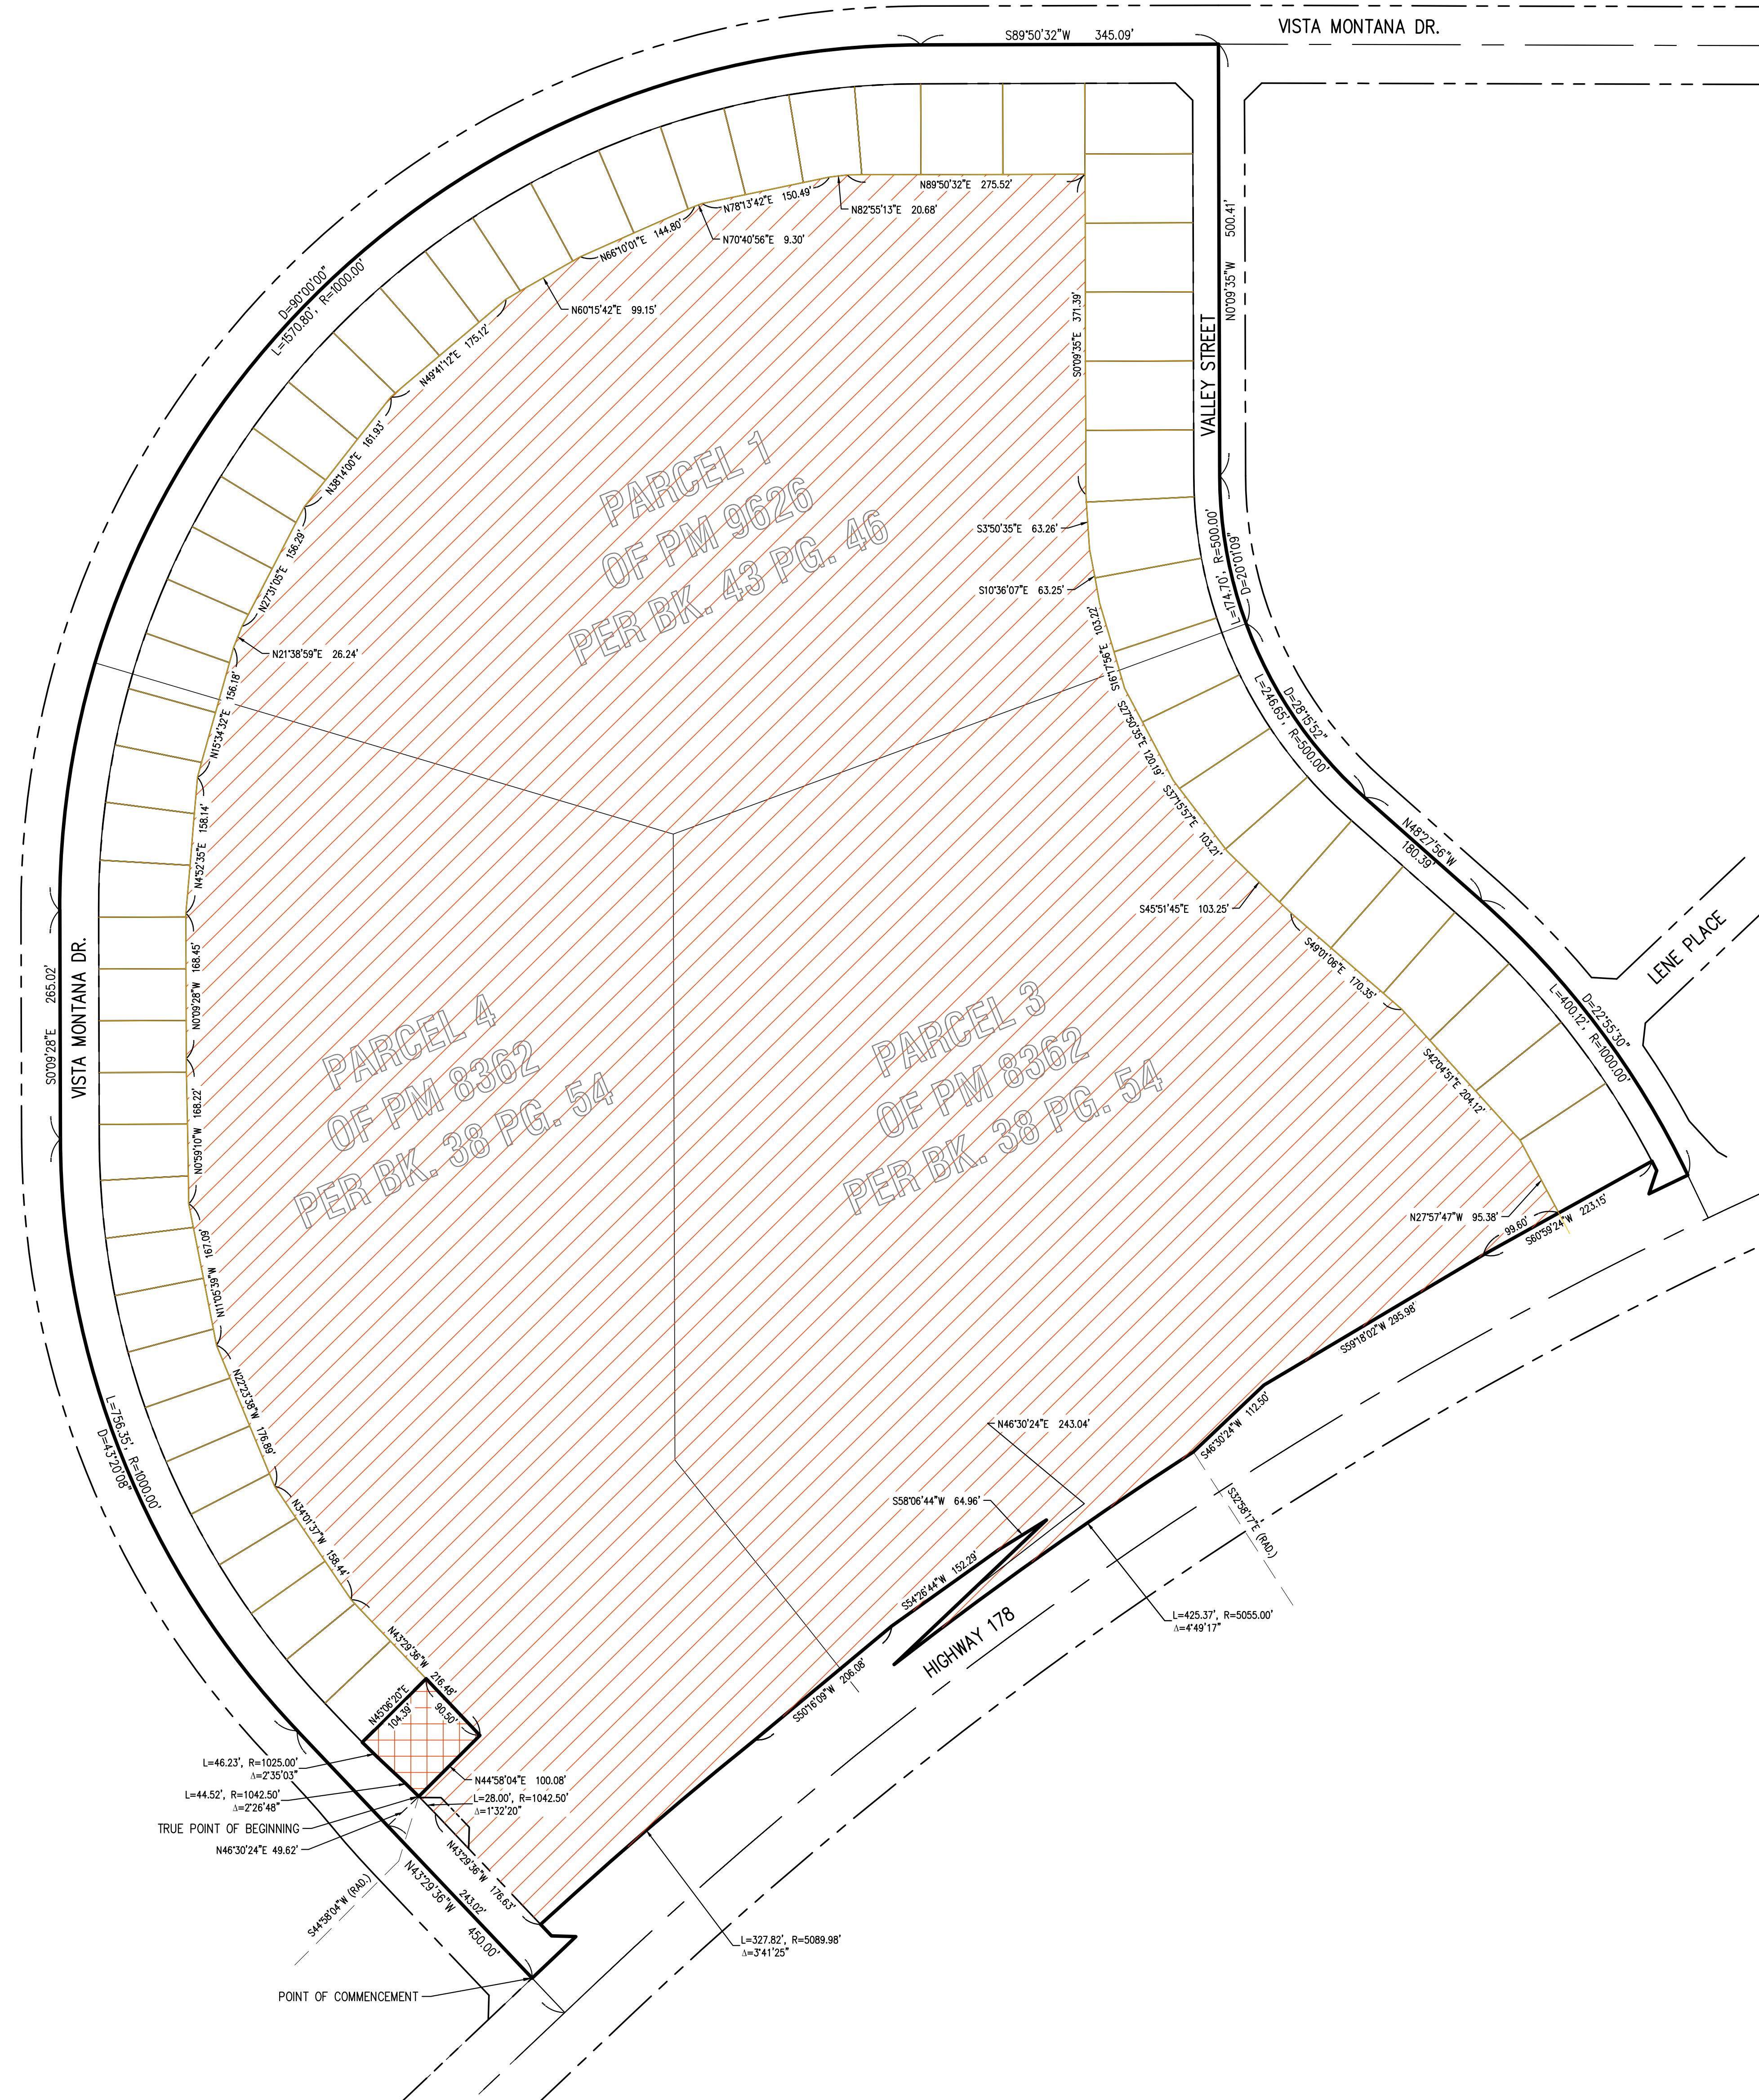 VISTA MONTANA DR.
S89°50'32"W 345.09'
N89°50'32"E 275.52'
N82°55'13"E 20.68'
N78°13'42"E 150.49'
N70°40'56"E 9.30'
N66°10'01"E 144.80'
N60°15'42"E 99.15'
D=90°00'00"
L=1570.80', R=1000.00'
N49°41'12"E 175.12'
N38°14'00"E 161.93'
N27°31'05"E 156.29'
N21°38'59"E 26.24'
N15°34'32"E 156.18'
N4°52'35"E 158.14'
N0°09'35"W 500.41'
VALLEY STREET
S0°09'35"E 371.39'
PARCEL 1
OF PM 9626
PER BK. 43 PG. 46
S3°50'35"E 63.26'
S10°36'07"E 63.25'
S16°17'56"E 103.22'
L=174.70', R=500.00'
D=20°01'09"
S27°50'35"E 120.19'
D=28°15'52"
L=246.65', R=500.00'
S37°15'57"E 103.21'
N48°27'56"W
180.39'
S45°51'45"E 103.25'
S49°01'06"E 170.35'
LENE PLACE
D=22°55'30"
L=400.12', R=1000.00'
S42°04'51"E 204.12'
S0°09'28"E 265.02'
VISTA MONTANA DR.
N0°09'28"W 168.45'
N0°59'10"W 168.22'
PARCEL 4
OF PM 8362
PER BK. 38 PG. 54
PARCEL 3
OF PM 8362
PER BK. 38 PG. 54
N27°57'47"W 95.38'
99.60'
S60°59'24"W 223.15'
N11°05'39"W 167.09'
S59°18'02"W 295.98'
N22°23'38"W 176.89'
L=756.35', R=1000.00'
D=43°20'08"
S46°30'24"W 112.50'
N46°30'24"E 243.04'
S32°58'17"E (RAD.)
S58°06'44"W 64.96'
N34°01'37"W 158.44'
S54°26'44"W 152.29'
L=425.37', R=5055.00'
Δ=4°49'17"
HIGHWAY 178
N43°29'36"W 216.48'
N45°06'20"E
104.39'
90.50'
S50°16'09"W 206.08'
L=46.23', R=1025.00'
Δ=2°35'03"
N44°58'04"E 100.08'
L=44.52', R=1042.50'
Δ=2°26'48"
L=28.00', R=1042.50'
Δ=1°32'20"
TRUE POINT OF BEGINNING
N46°30'24"E 49.62'
N43°29'36"W 176.63'
S44°58'04"W (RAD.)
243.02'
N43°29'36"W 450.00'
L=327.82', R=5089.98'
Δ=3°41'25"
POINT OF COMMENCEMENT